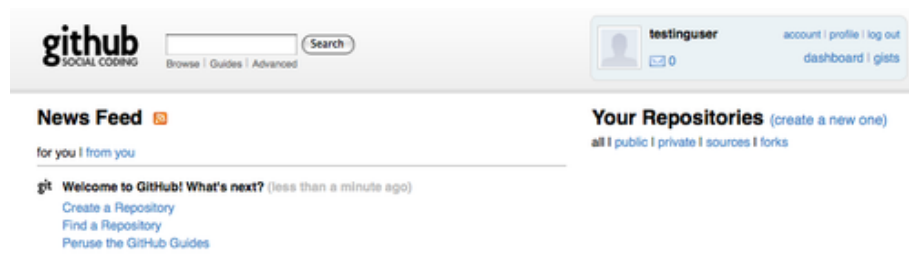 github
SOCIAL CODING
Search
Browse | Guides | Advanced
testinguser
account | profile | log out
0
dashboard | gists
News Feed
for you | from you
git Welcome to GitHub! What's next? (less than a minute ago)
Create a Repository
Find a Repository
Peruse the GitHub Guides
Your Repositories (create a new one)
all | public | private | sources | forks